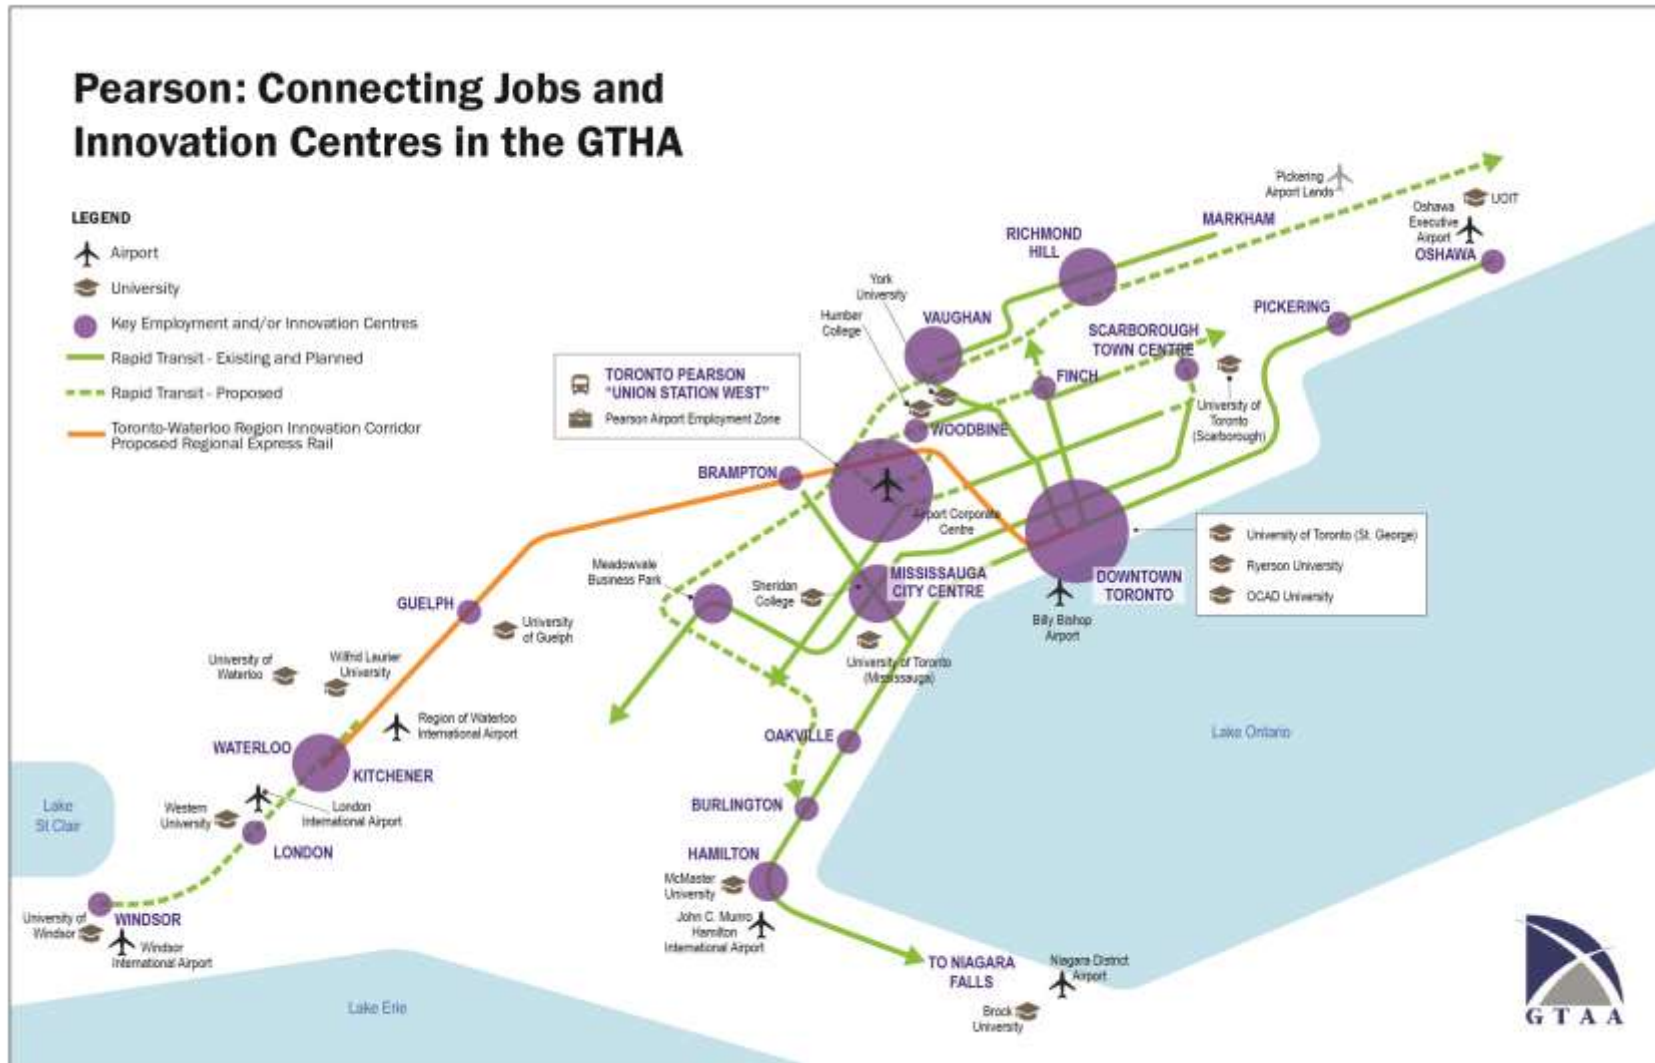 Pearson: Connecting Jobs and
Innovation Centres in the GTHA
LEGEND
Airport
University
Key Employment and/or Innovation Centres
Rapid Transit - Existing and Planned
Rapid Transit - Proposed
Toronto-Waterloo Region Innovation Corridor
Proposed Regional Express Rail
Pickering
Airport Lands
UOIT
Oshawa
Executive
Airport
OSHAWA
MARKHAM
RICHMOND
HILL
PICKERING
York
University
Humber
College
VAUGHAN
SCARBOROUGH
TOWN CENTRE
FINCH
University of
Toronto
(Scarborough)
TORONTO PEARSON
"UNION STATION WEST"
Pearson Airport Employment Zone
WOODBINE
BRAMPTON
Airport Corporate
Centre
University of Toronto (St. George)
Ryerson University
OCAD University
Meadowvale
Business Park
Sheridan
College
MISSISSAUGA
CITY CENTRE
DOWNTOWN
TORONTO
Billy Bishop
Airport
University of Toronto
(Mississauga)
GUELPH
University
of Guelph
University of
Waterloo
Wilfrid Laurier
University
Region of Waterloo
International Airport
WATERLOO
KITCHENER
OAKVILLE
Lake Ontario
Lake
St Clair
Western
University
London
International Airport
LONDON
BURLINGTON
HAMILTON
McMaster
University
John C. Munro
Hamilton
International Airport
University of
Windsor
WINDSOR
Windsor
International Airport
TO NIAGARA
FALLS
Niagara District
Airport
Brock
University
Lake Erie
GTAA